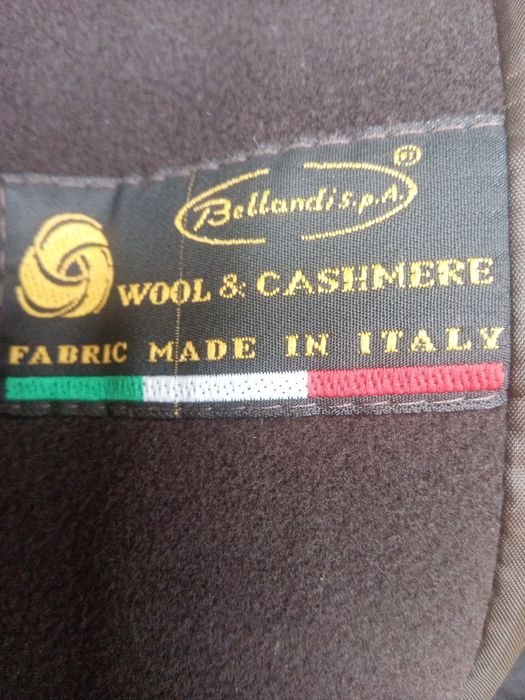 Bellandi s.p.A. ®
WOOL & CASHMERE
FABRIC MADE IN ITALY